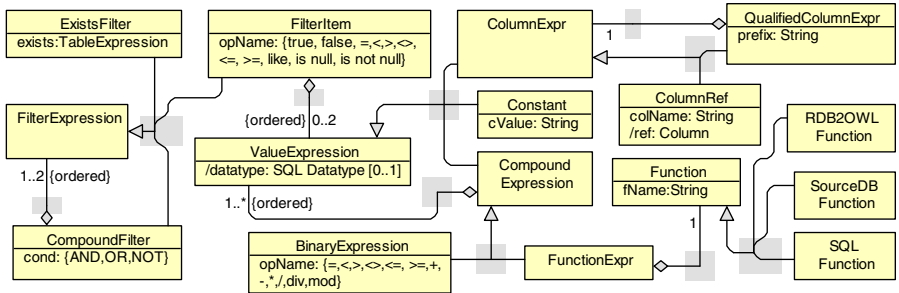 ExistsFilter
exists:TableExpression
FilterItem
opName: {true, false, =,<,>,<>,
<=, >=, like, is null, is not null}
ColumnExpr
1
QualifiedColumnExpr
prefix: String
FilterExpression
1..2 {ordered}
{ordered} 0..2
ValueExpression
/datatype: SQL Datatype [0..1]
1..* {ordered}
Constant
cValue: String
ColumnRef
colName: String
/ref: Column
RDB2OWL
Function
Compound
Expression
Function
fName:String
1
SourceDB
Function
CompoundFilter
cond: {AND,OR,NOT}
BinaryExpression
opName: {=,<,>,<>,<=, >=,+,
-,*,/,div,mod}
FunctionExpr
SQL
Function